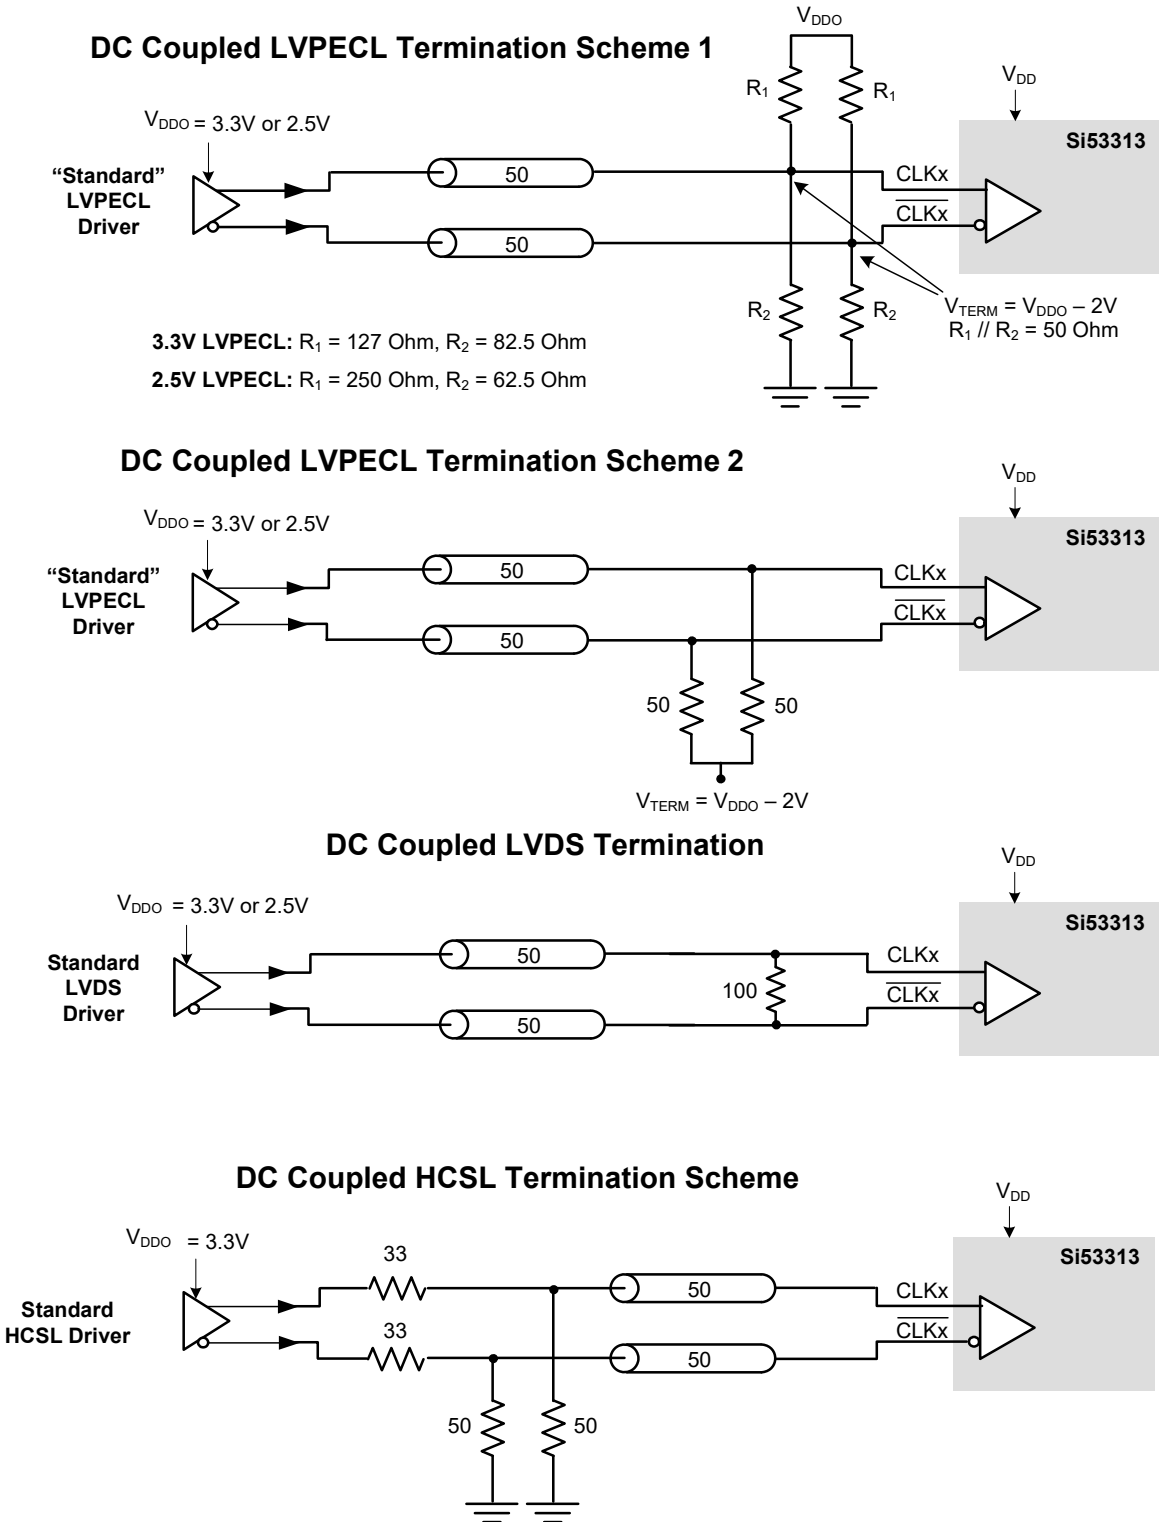 DC Coupled LVPECL Termination Scheme 1
VDDO
R1
R1
VDD
Si53313
VDDO = 3.3V or 2.5V
“Standard”
LVPECL
Driver
50
50
CLKx
CLKx
R2
R2
VTERM = VDDO – 2V
R1 // R2 = 50 Ohm
3.3V LVPECL: R1 = 127 Ohm, R2 = 82.5 Ohm
2.5V LVPECL: R1 = 250 Ohm, R2 = 62.5 Ohm
DC Coupled LVPECL Termination Scheme 2
VDD
Si53313
VDDO = 3.3V or 2.5V
“Standard”
LVPECL
Driver
50
50
CLKx
CLKx
50
50
VTERM = VDDO – 2V
DC Coupled LVDS Termination
VDD
Si53313
VDDO = 3.3V or 2.5V
Standard
LVDS
Driver
50
50
100
CLKx
CLKx
DC Coupled HCSL Termination Scheme
VDD
Si53313
VDDO = 3.3V
Standard
HCSL Driver
33
33
50
50
CLKx
CLKx
50
50